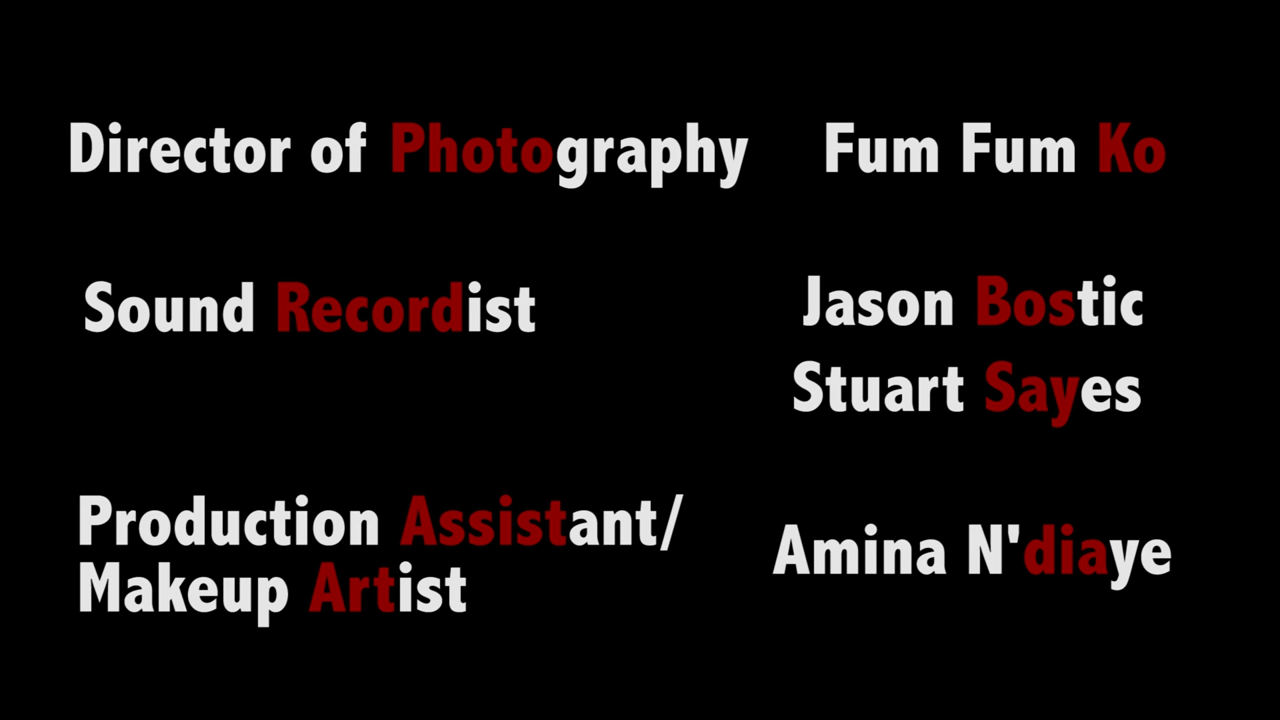 Director of Photography Fum Fum Ko
Sound Recordist Jason Bostic
Stuart Sayes
Production Assistant/
Makeup Artist
Amina N'diaye